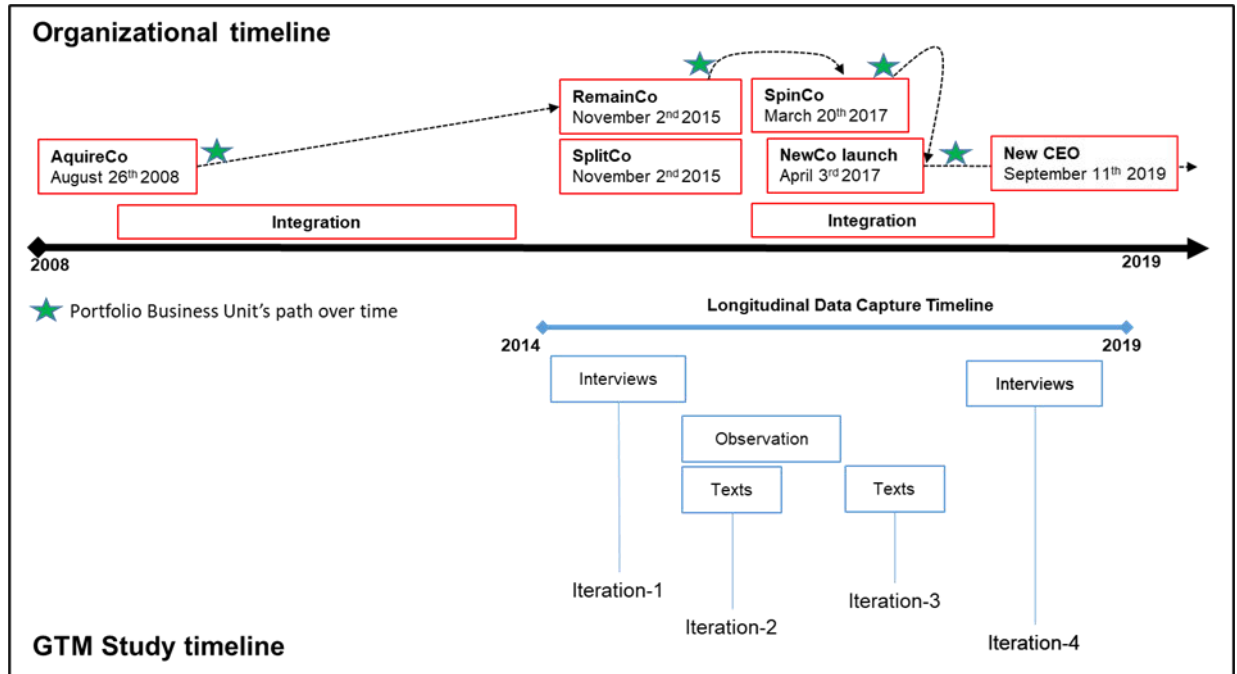 Organizational timeline
RemainCo
November 2nd 2015
SpinCo
March 20th 2017
AquireCo
August 26th 2008
SplitCo
November 2nd 2015
NewCo launch
April 3rd 2017
New CEO
September 11th 2019
Integration
Integration
2008
2019
Portfolio Business Unit's path over time
Longitudinal Data Capture Timeline
2014
2019
Interviews
Interviews
Observation
Texts
Texts
Iteration-1
Iteration-2
Iteration-3
Iteration-4
GTM Study timeline